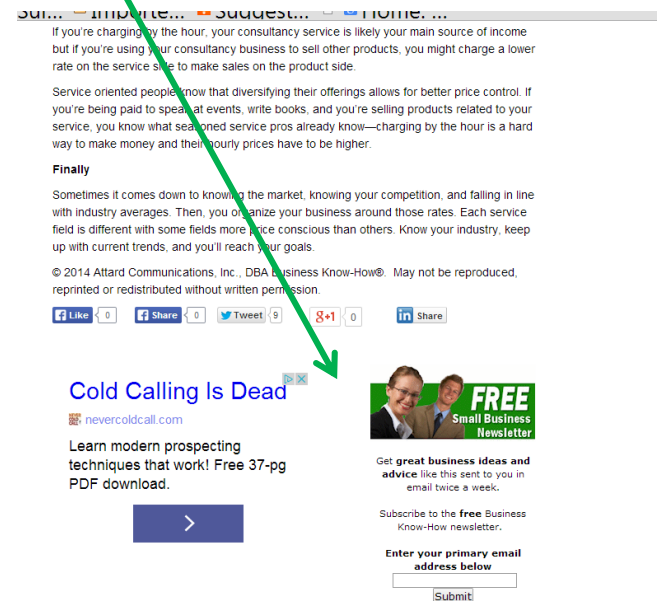 If you're charging by the hour, your consultancy service is likely your main source of income
but if you're using your consultancy business to sell other products, you might charge a lower
rate on the service side to make sales on the product side.
Service oriented people know that diversifying their offerings allows for better price control. If
you're being paid to speak at events, write books, and you're selling products related to your
service, you know what seasoned service pros already know—charging by the hour is a hard
way to make money and their hourly prices have to be higher.
Finally
Sometimes it comes down to knowing the market, knowing your competition, and falling in line
with industry averages. Then, you organize your business around those rates. Each service
field is different with some fields more price conscious than others. Know your industry, keep
up with current trends, and you'll reach your goals.
© 2014 Attard Communications, Inc., DBA Business Know-How®. May not be reproduced,
reprinted or redistributed without written permission.
Like 0 Share 0 Tweet 9 g+1 0 in Share
Cold Calling Is Dead
nevercoldcall.com
Learn modern prospecting
techniques that work! Free 37-pg
PDF download.
FREE
Small Business
Newsletter
Get great business ideas and
advice like this sent to you in
email twice a week.
Subscribe to the free Business
Know-How newsletter.
Enter your primary email
address below
Submit